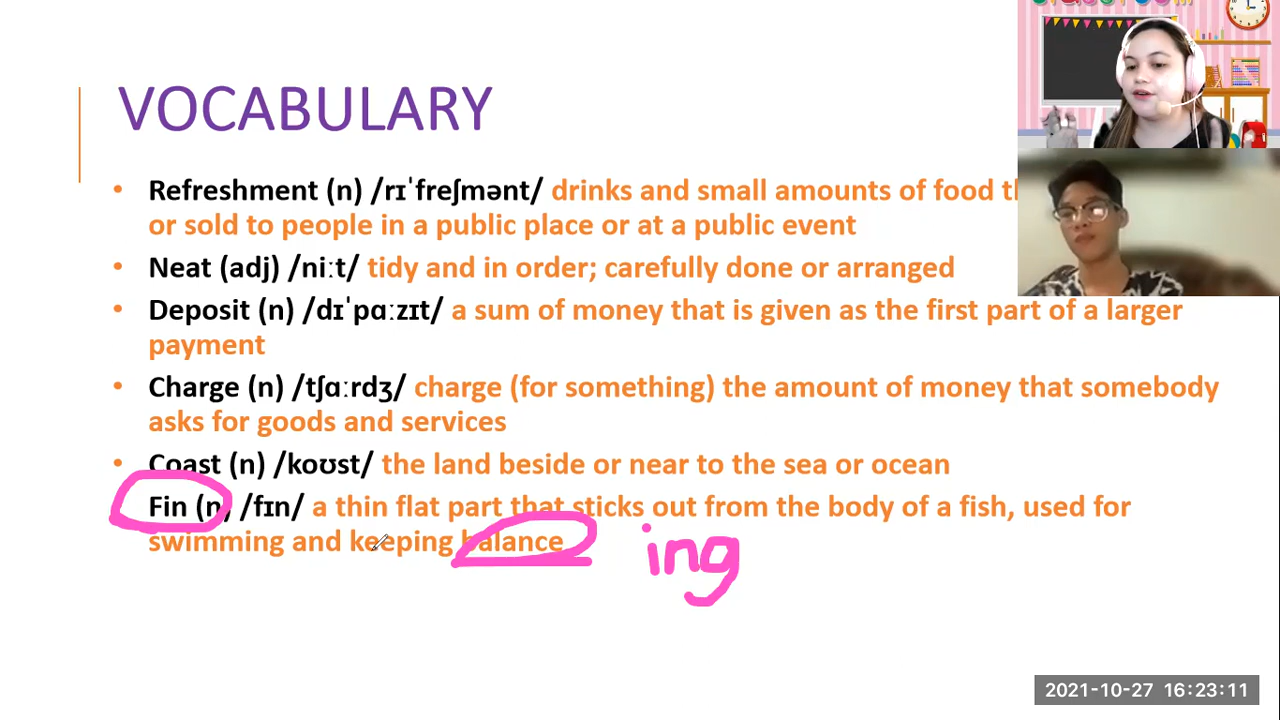 VOCABULARY
• Refreshment (n) /rɪˈfreʃmənt/ drinks and small amounts of food
or sold to people in a public place or at a public event
• Neat (adj) /niːt/ tidy and in order; carefully done or arranged
• Deposit (n) /dɪˈpɑːzɪt/ a sum of money that is given as the first part of a larger
payment
• Charge (n) /tʃɑːrdʒ/ charge (for something) the amount of money that somebody
asks for goods and services
• Coast (n) /koʊst/ the land beside or near to the sea or ocean
Fin (n) /fɪn/ a thin flat part that sticks out from the body of a fish, used for
swimming and keeping balance
ing
2021-10-27 16:23:11